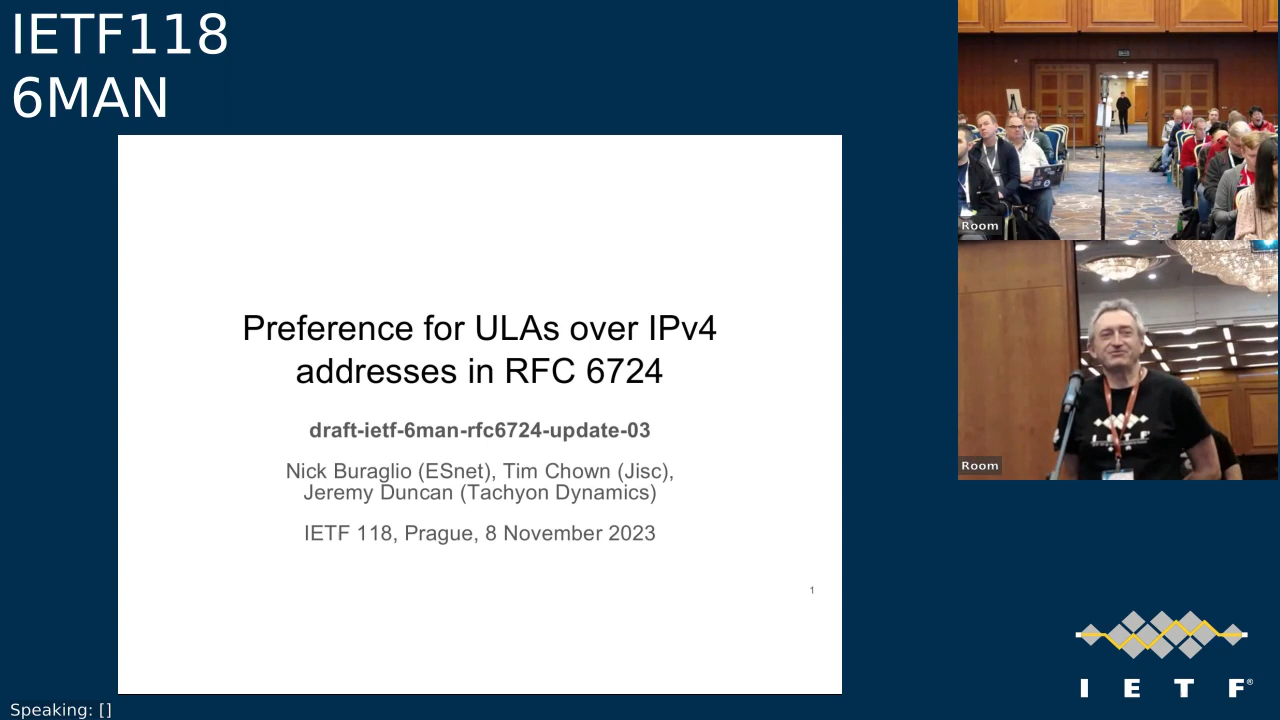 IETF118
6MAN
Preference for ULAs over IPv4
addresses in RFC 6724
draft-ietf-6man-rfc6724-update-03
Nick Buraglio (ESnet), Tim Chown (Jisc),
Jeremy Duncan (Tachyon Dynamics)
IETF 118, Prague, 8 November 2023
1
Room
I E T F
Room
I E T F®
Speaking: []